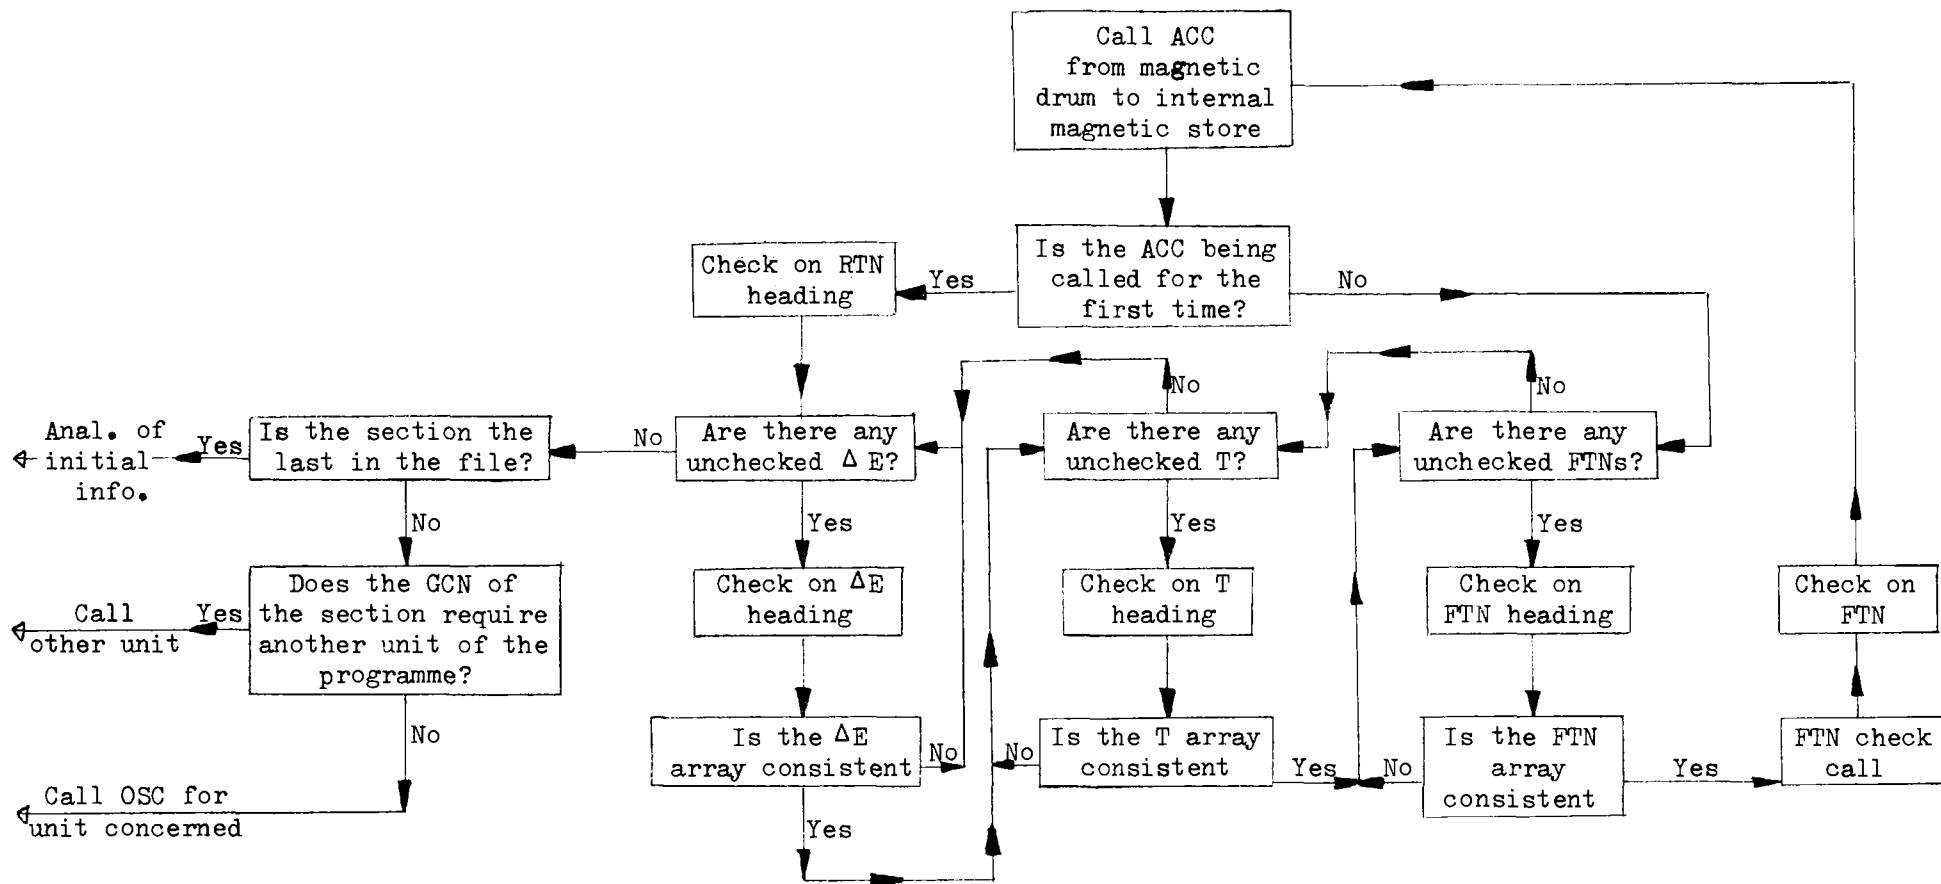 Call ACC
from magnetic
drum to internal
magnetic store
Is the ACC being
called for the
first time?
Yes
No
Check on RTN
heading
No
No
Anal. of
initial
info.
Yes
Is the section the
last in the file?
No
Are there any
unchecked Δ E?
Are there any
unchecked T?
Are there any
unchecked FTNs?
No
Yes
Yes
Yes
Call
other unit
Yes
Does the GCN of
the section require
another unit of the
programme?
Check on ΔE
heading
Check on T
heading
Check on
FTN heading
Check on
FTN
No
Is the ΔE
array consistent
No
No
Is the T array
consistent
Yes
No
Is the FTN
array
consistent
Yes
FTN check
call
Call OSC for
unit concerned
Yes